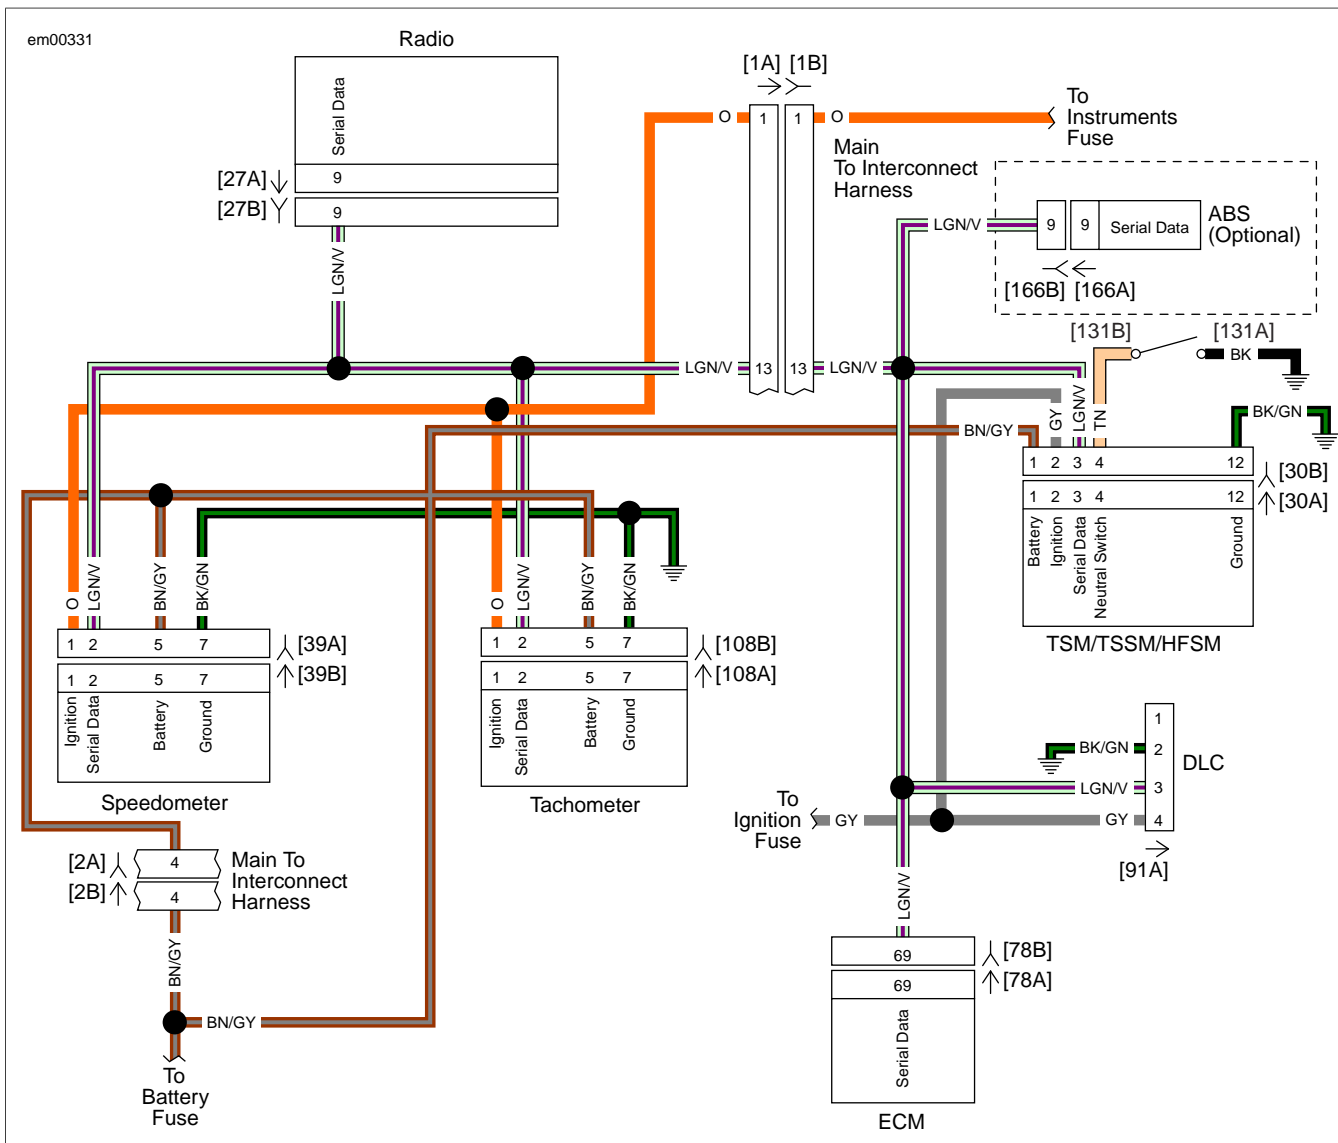 em00331
Radio
Serial Data
9
[27A]
[27B]
9
LGN/V
[1A] [1B]
O
1
1
O
To
Instruments
Fuse
Main
To Interconnect
Harness
LGN/V
9
9
Serial Data
ABS
(Optional)
[166B] [166A]
[131B]
[131A]
BK
LGN/V
13
13
LGN/V
GY
LGN/V
TN
BK/GN
BN/GY
1
2
3
4
12
[30B]
1
2
3
4
12
[30A]
Battery
Ignition
Serial Data
Neutral Switch
Ground
TSM/TSSM/HFSM
O
LGN/V
BN/GY
BK/GN
1
2
5
7
[39A]
1
2
5
7
[39B]
Ignition
Serial Data
Battery
Ground
Speedometer
O
LGN/V
BN/GY
BK/GN
1
2
5
7
[108B]
1
2
5
7
[108A]
Ignition
Serial Data
Battery
Ground
Tachometer
1
BK/GN
2
DLC
LGN/V
3
To
Ignition
Fuse
GY
GY
4
[91A]
[2A]
4
[2B]
4
Main To
Interconnect
Harness
BN/GY
BN/GY
To
Battery
Fuse
LGN/V
69
[78B]
69
[78A]
Serial Data
ECM